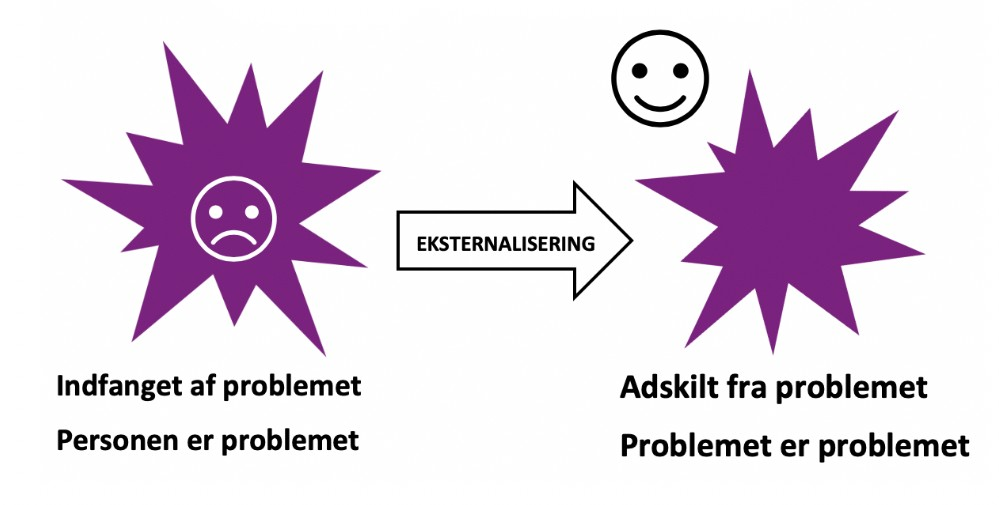 EKSTERNALISERING
Indfanget af problemet
Personen er problemet
Adskilt fra problemet
Problemet er problemet